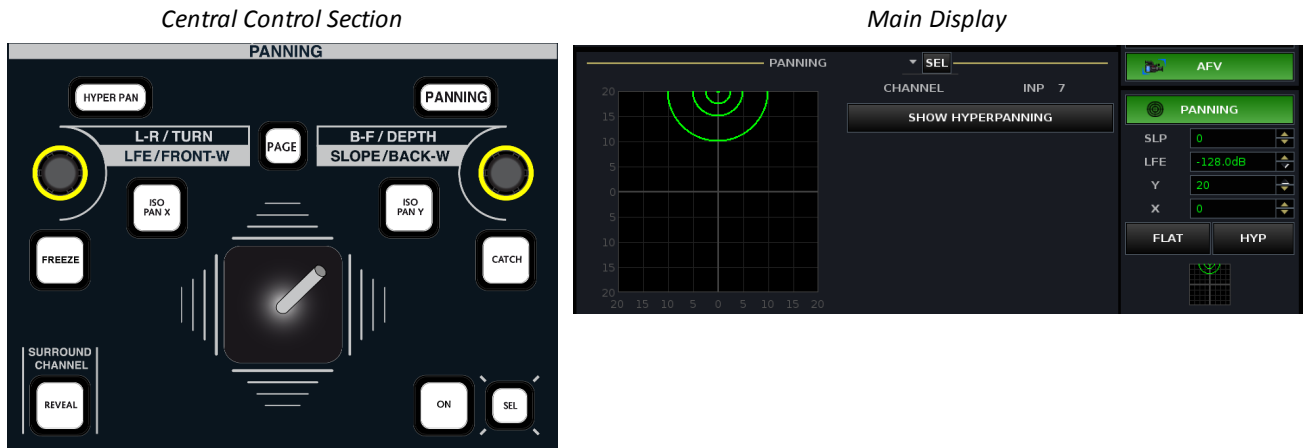 Central Control Section
Main Display
PANNING
HYPER PAN
PANNING
L-R / TURN
LFE/FRONT-W
PAGE
B-F / DEPTH
SLOPE/BACK-W
ISO
PAN X
ISO
PAN Y
FREEZE
CATCH
SURROUND
CHANNEL
REVEAL
ON
SEL
PANNING
SEL
CHANNEL INP 7
SHOW HYPERPANNING
20
15
10
5
0
5
10
15
20
20 15 10 5 0 5 10 15 20
AFV
PANNING
SLP 0
LFE -128.0dB
Y 20
X 0
FLAT HYP